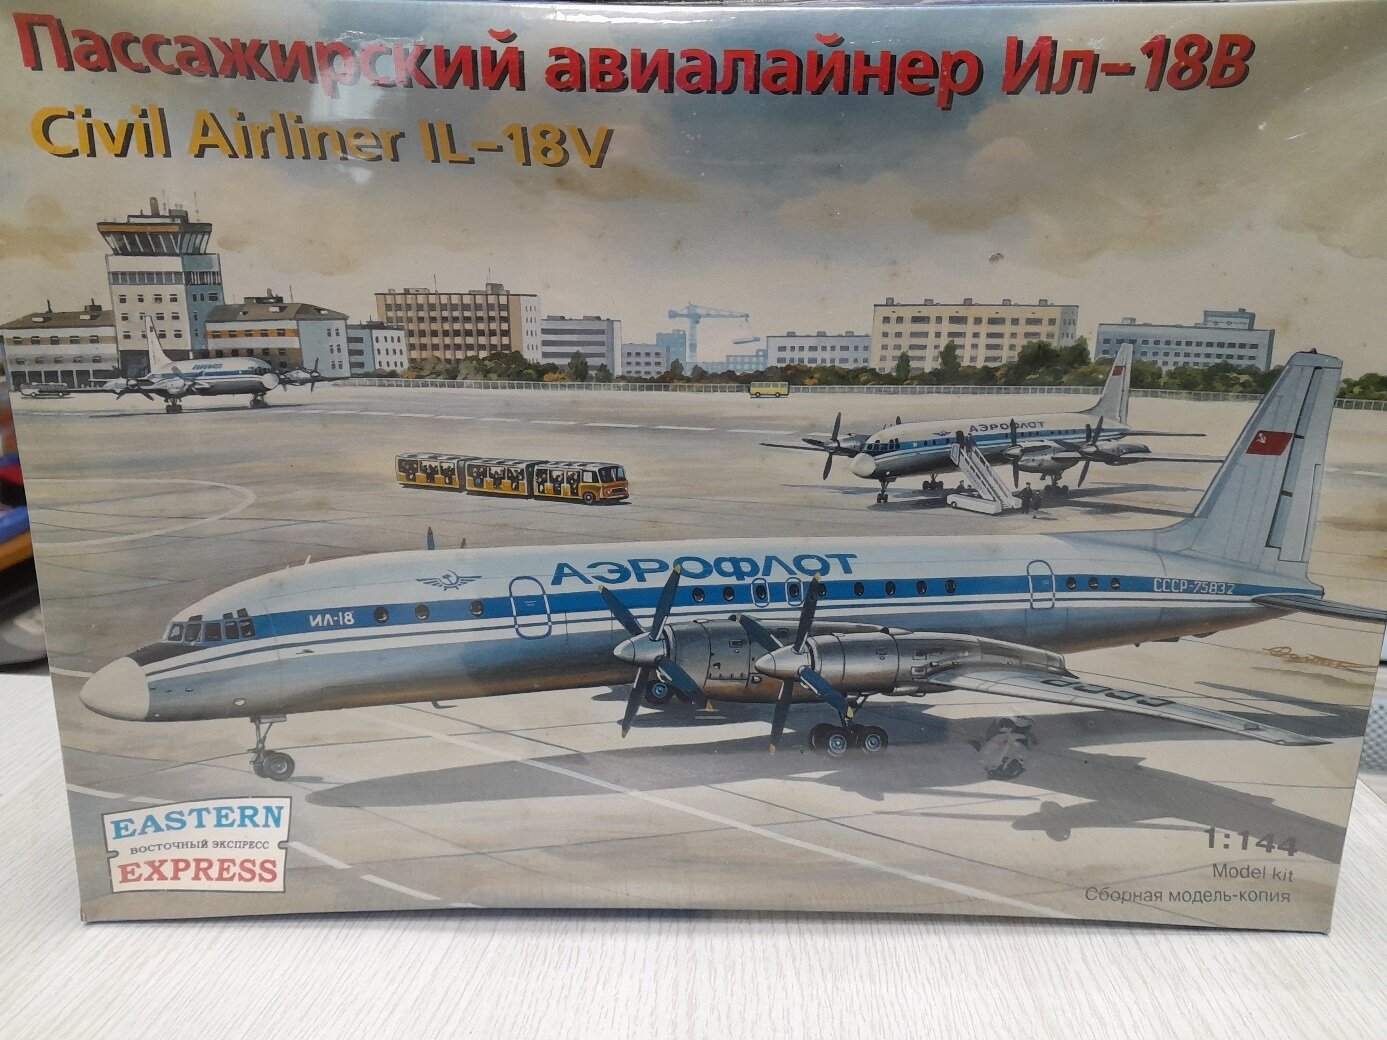 Пассажирский авиалайнер Ил-18В
Civil Airliner IL-18V
АЭРОФЛОТ
АЭРОФЛОТ
ИЛ-18
СССР-75832
EASTERN
ВОСТОЧНЫЙ ЭКСПРЕСС
EXPRESS
1:144
Model kit
Сборная модель-копия